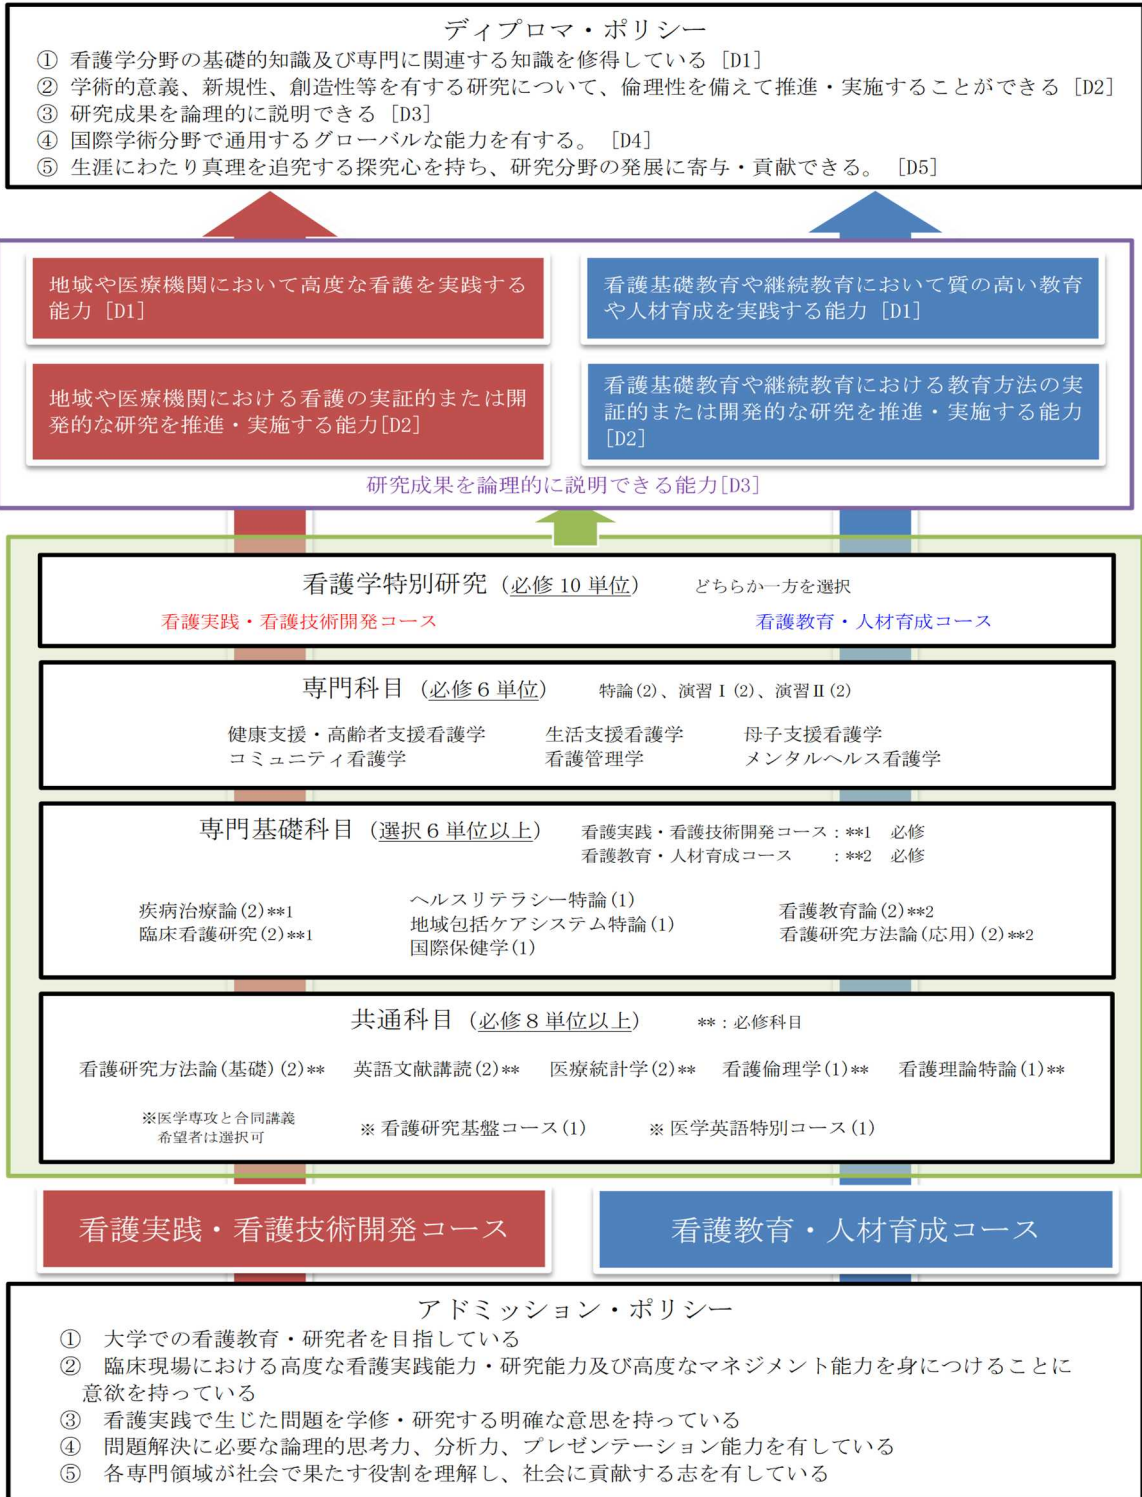 ディプロマ・ポリシー
① 看護学分野の基礎的知識及び専門に関連する知識を修得している [D1]
② 学術的意義、新規性、創造性等を有する研究について、倫理性を備えて推進・実施することができる [D2]
③ 研究成果を論理的に説明できる [D3]
④ 国際学術分野で通用するグローバルな能力を有する。 [D4]
⑤ 生涯にわたり真理を追究する探究心を持ち、研究分野の発展に寄与・貢献できる。 [D5]
地域や医療機関において高度な看護を実践する
能力 [D1]
看護基礎教育や継続教育において質の高い教育
や人材育成を実践する能力 [D1]
地域や医療機関における看護の実証的または開
発的な研究を推進・実施する能力[D2]
看護基礎教育や継続教育における教育方法の実
証的または開発的な研究を推進・実施する能力
[D2]
研究成果を論理的に説明できる能力[D3]
看護学特別研究（必修 10 単位） どちらか一方を選択
看護実践・看護技術開発コース 看護教育・人材育成コース
専門科目（必修 6 単位） 特論(2)、演習Ⅰ(2)、演習Ⅱ(2)
健康支援・高齢者支援看護学 生活支援看護学 母子支援看護学
コミュニティ看護学 看護管理学 メンタルヘルス看護学
専門基礎科目（選択 6 単位以上） 看護実践・看護技術開発コース：**1 必修
看護教育・人材育成コース ：**2 必修
疾病治療論(2)**1
臨床看護研究(2)**1
ヘルスリテラシー特論(1)
地域包括ケアシステム特論(1)
国際保健学(1)
看護教育論(2)**2
看護研究方法論(応用)(2)**2
共通科目（必修 8 単位以上） **：必修科目
看護研究方法論(基礎)(2)** 英語文献講読(2)** 医療統計学(2)** 看護倫理学(1)** 看護理論特論(1)**
※医学専攻と合同講義
希望者は選択可
※ 看護研究基盤コース(1) ※ 医学英語特別コース(1)
看護実践・看護技術開発コース
看護教育・人材育成コース
アドミッション・ポリシー
① 大学での看護教育・研究者を目指している
② 臨床現場における高度な看護実践能力・研究能力及び高度なマネジメント能力を身につけることに
意欲を持っている
③ 看護実践で生じた問題を学修・研究する明確な意思を持っている
④ 問題解決に必要な論理的思考力、分析力、プレゼンテーション能力を有している
⑤ 各専門領域が社会で果たす役割を理解し、社会に貢献する志を有している